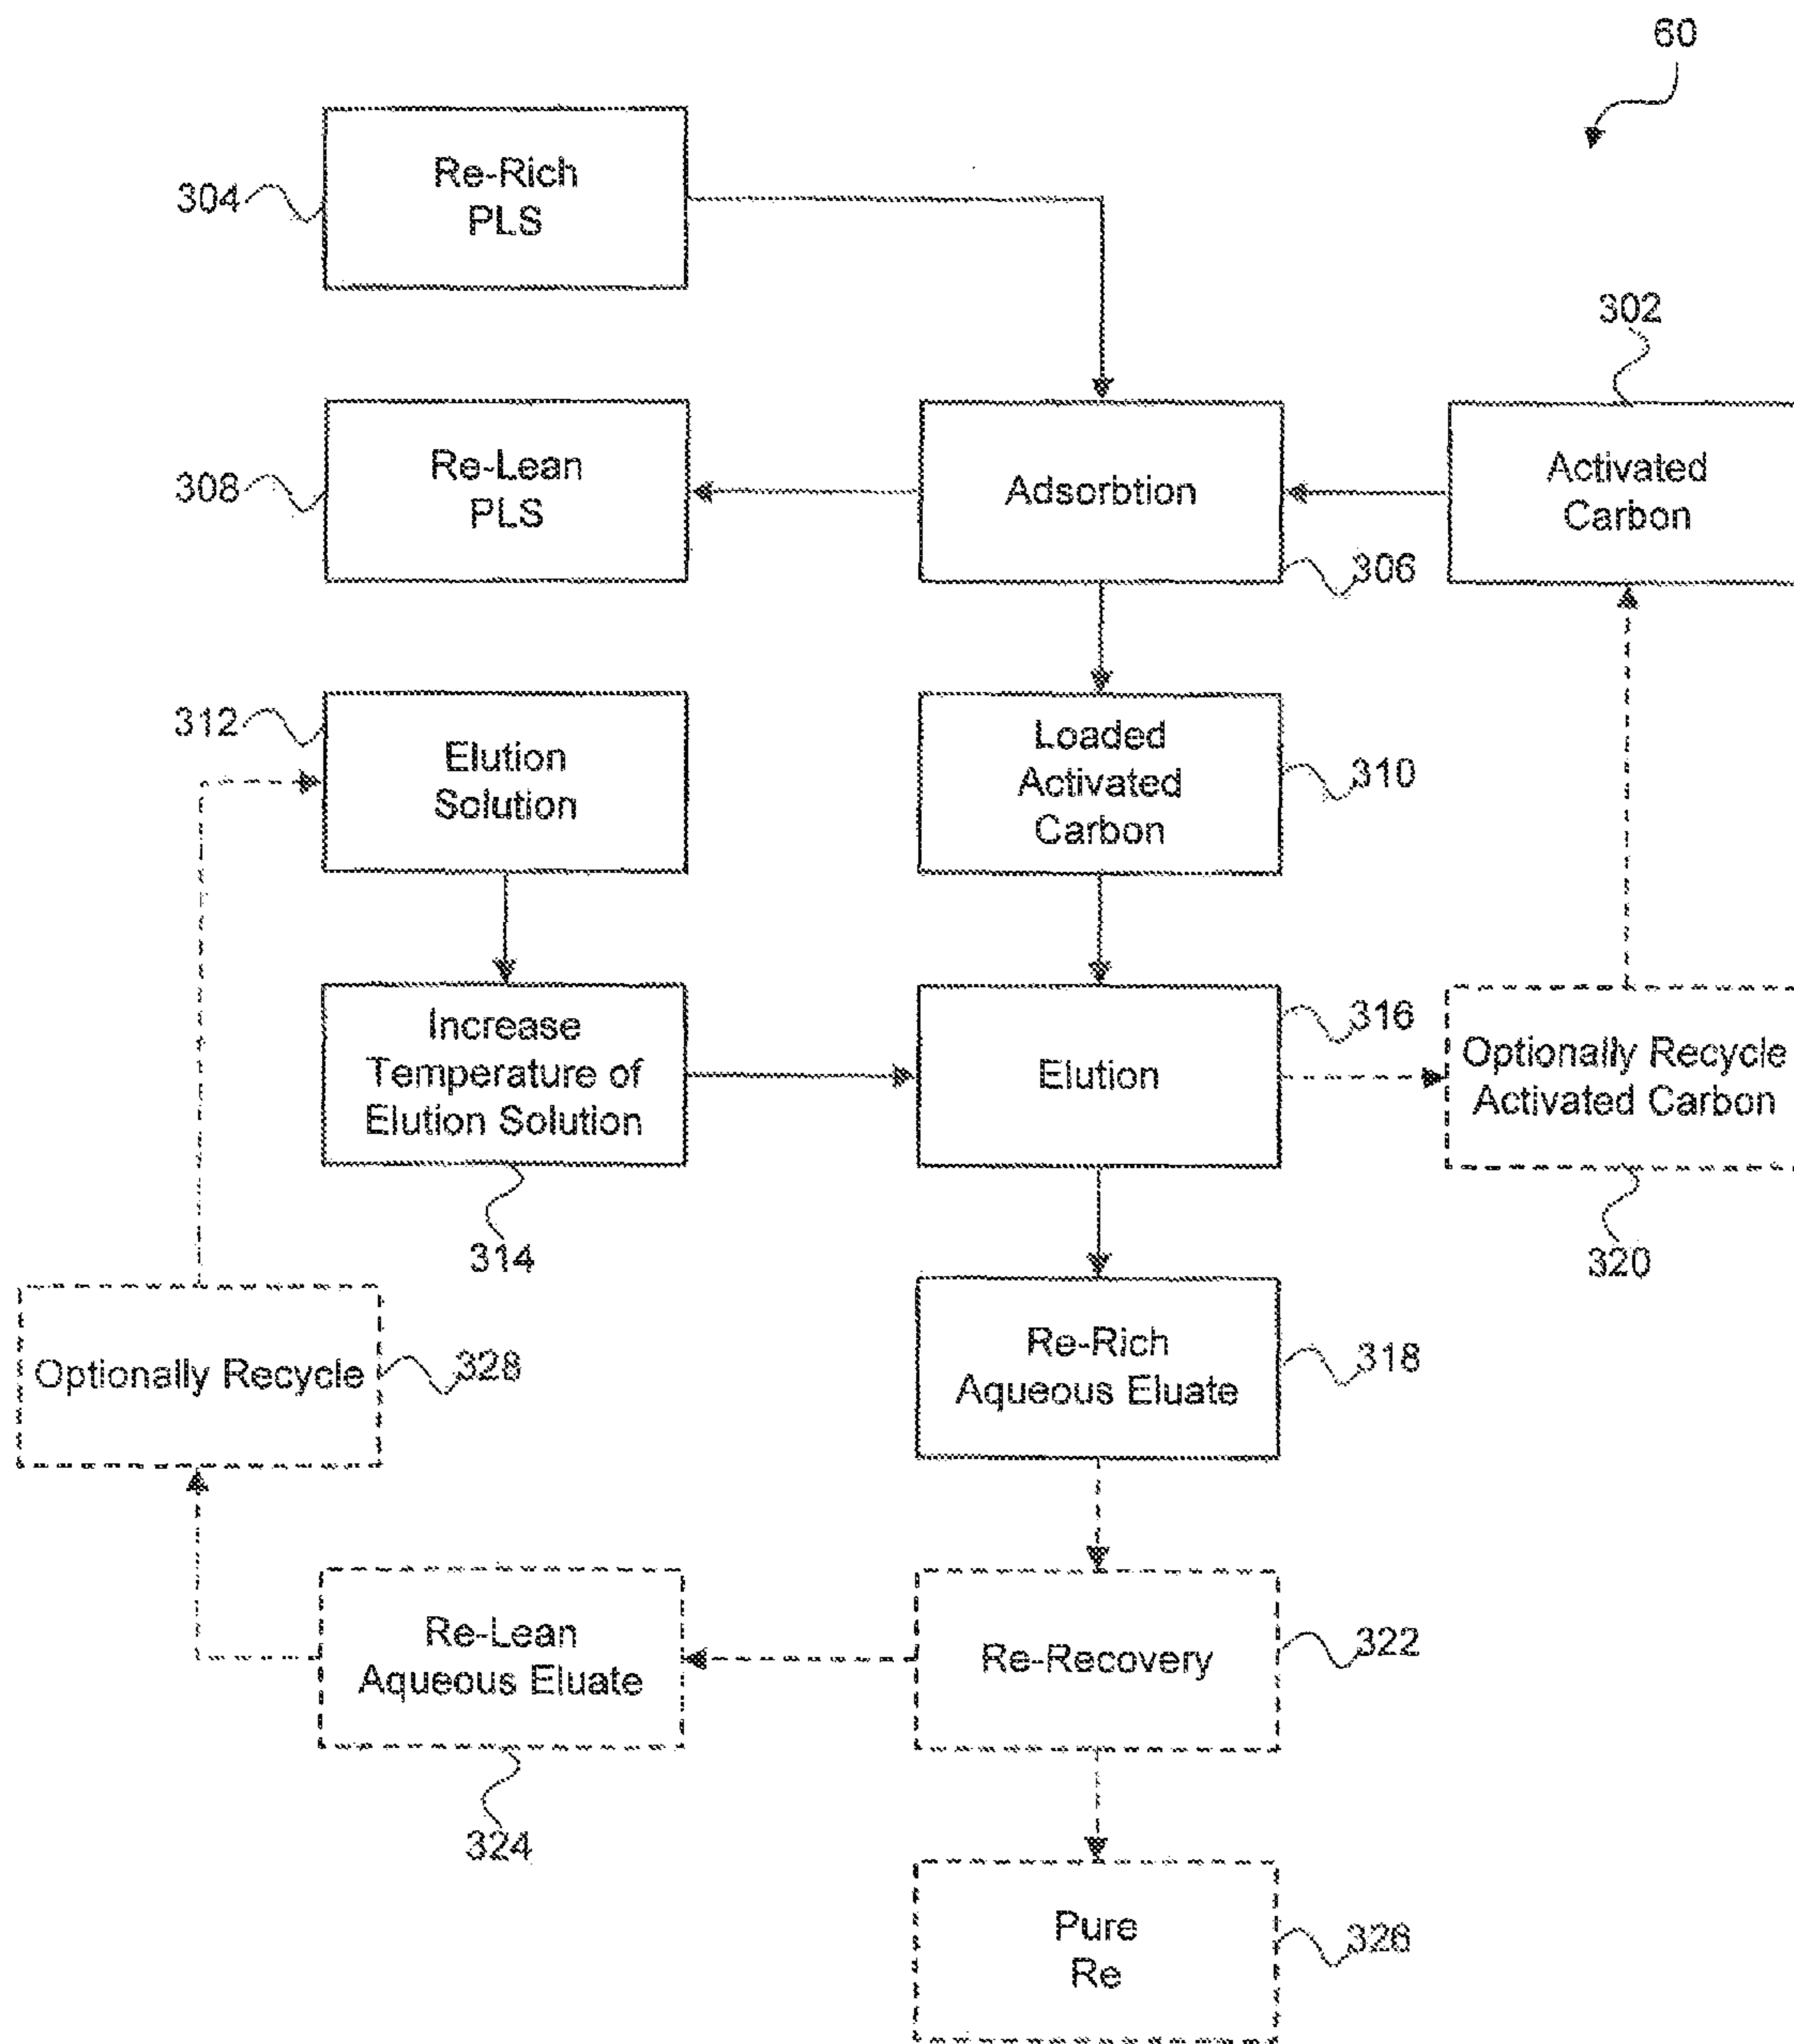 60
Re-Rich
PLS
304
302
Re-Lean
PLS
308
Adsorbtion
306
Activated
Carbon
312
Elution
Solution
Loaded
Activated
Carbon
310
Increase
Temperature of
Elution Solution
314
Elution
316
Optionally Recycle
Activated Carbon
320
Optionally Recycle
328
Re-Rich
Aqueous Eluate
318
Re-Lean
Aqueous Eluate
324
Re-Recovery
322
Pure
Re
326